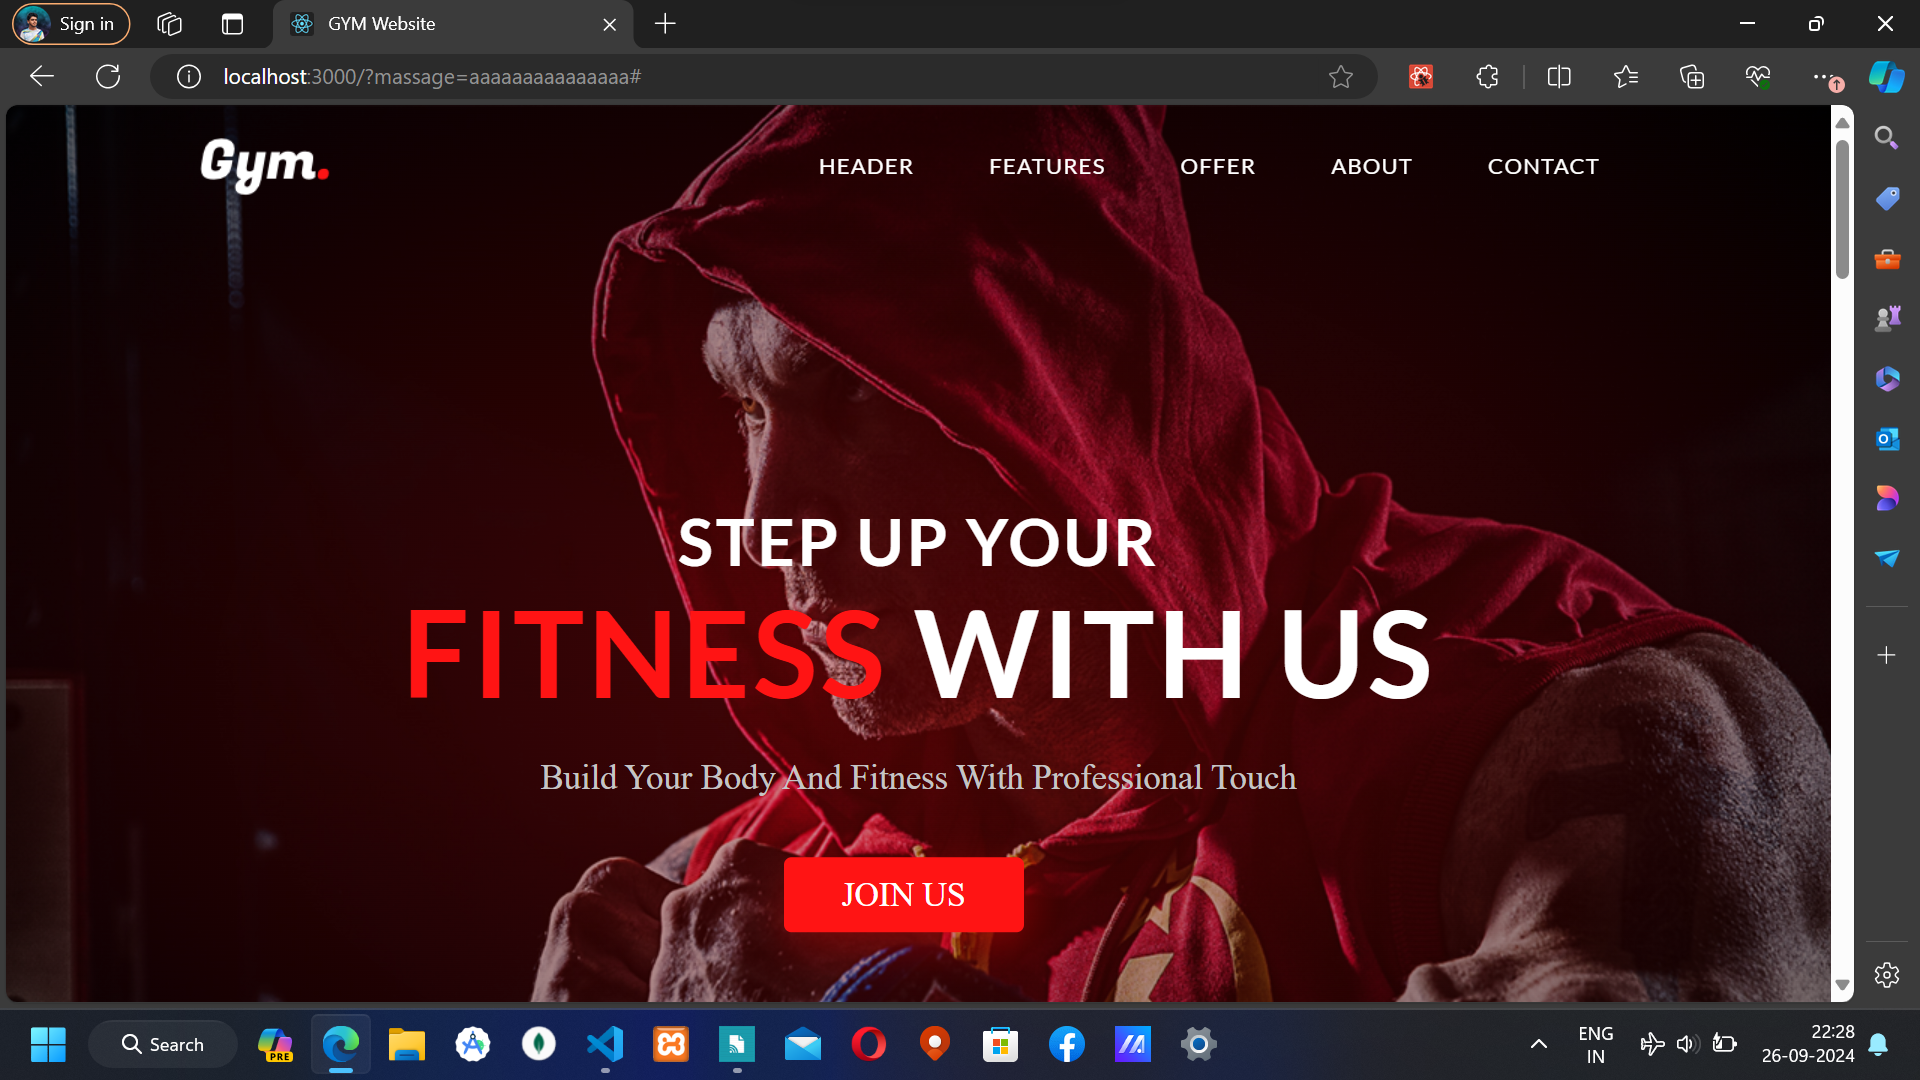 Sign in
GYM Website
localhost:3000/?massage=aaaaaaaaaaaaaaa#
Gym.
HEADER
FEATURES
OFFER
ABOUT
CONTACT
STEP UP YOUR
FITNESS WITH US
Build Your Body And Fitness With Professional Touch
JOIN US
Search
PRE
ENG
IN
22:28
26-09-2024